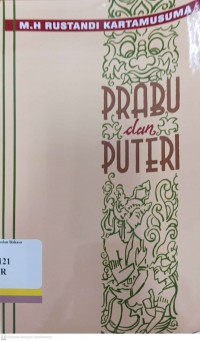 M.H RUSTANDI KARTAMUSUMA
PRABU
dan
PUTERI
121
R